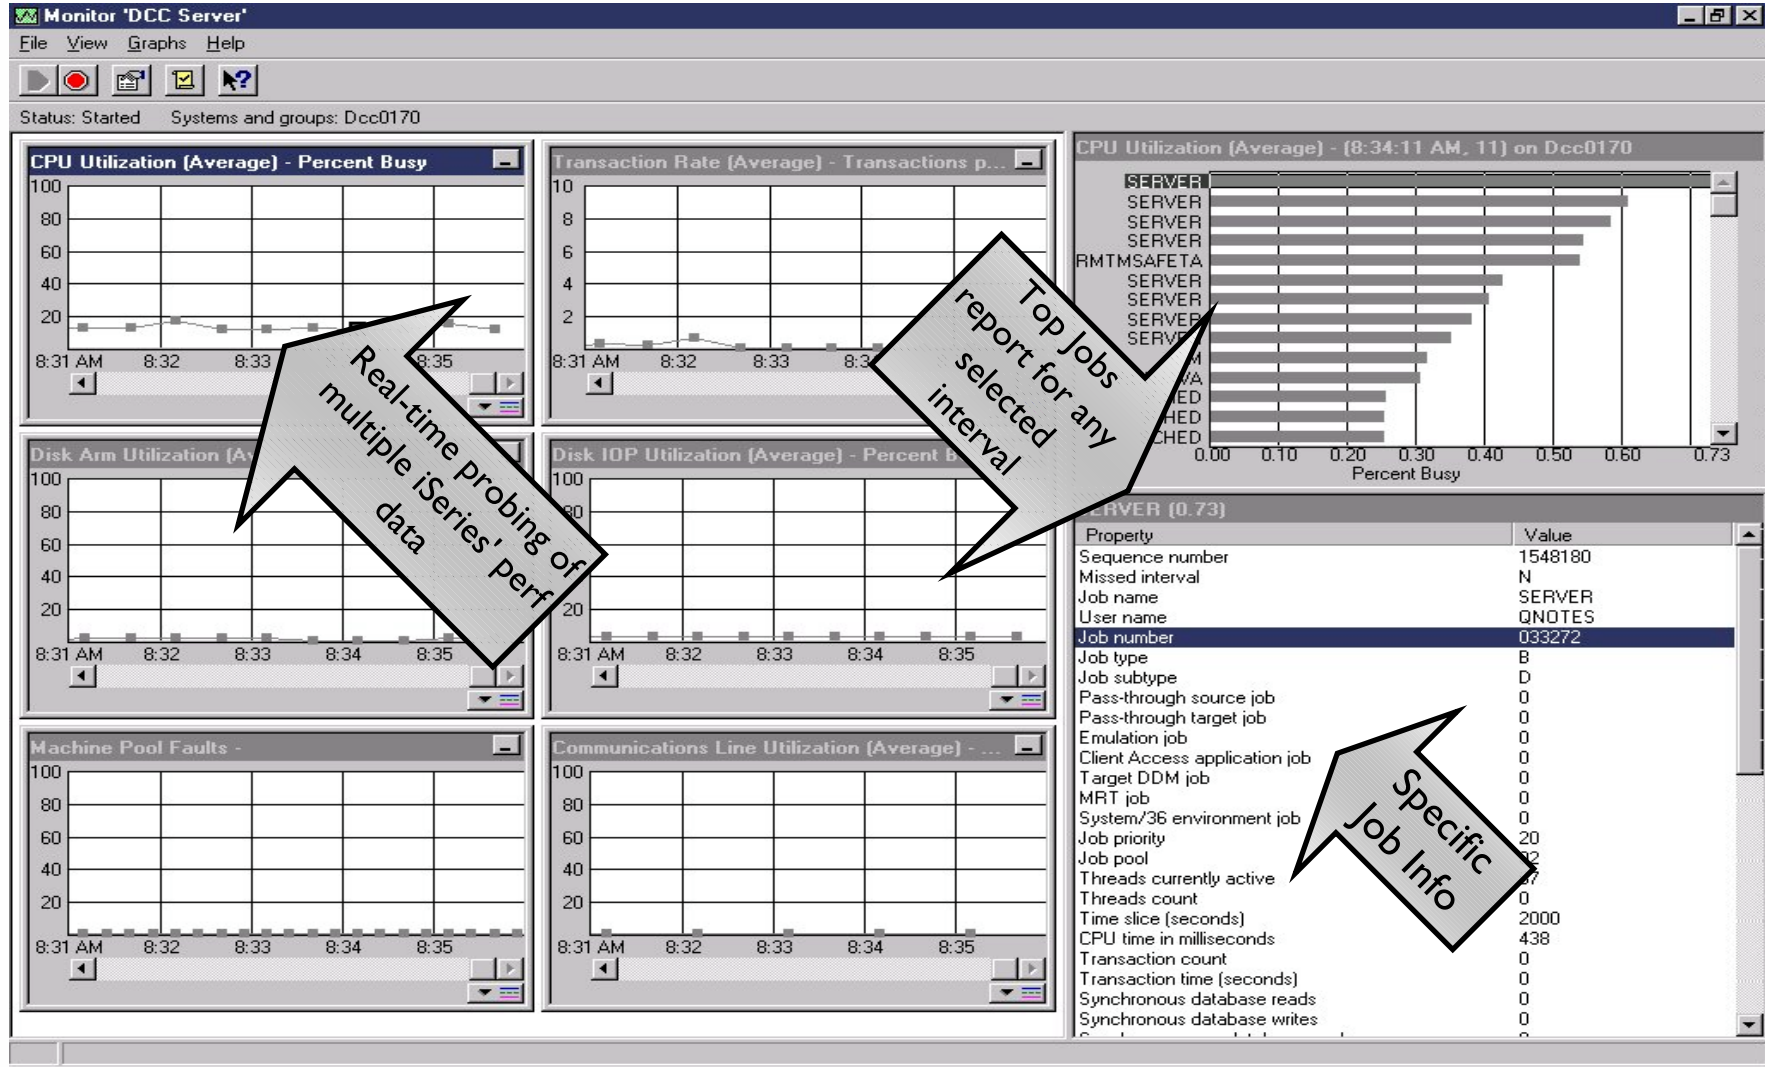 Monitor 'DCC Server'
File View Graphs Help
Status: Started Systems and groups: Dcc0170
CPU Utilization (Average) - Percent Busy
100
80
60
40
20
8:31 AM 8:32 8:33 8:35
Transaction Rate (Average) - Transactions p...
10
8
6
4
2
8:31 AM 8:32 8:33
Disk Arm Utilization
100
80
60
40
20
8:31 AM 8:32 8:33 8:34 8:35
Disk IOP Utilization (Average) - Percent
100
80
60
40
20
8:31 AM 8:32 8:33 8:34 8:35
Machine Pool Faults -
100
80
60
40
20
8:31 AM 8:32 8:33 8:34 8:35
Communications Line Utilization (Average) - ...
100
80
60
40
20
8:31 AM 8:32 8:33 8:34 8:35
Real-time probing of
multiple iSeries' perf
data
Top Jobs
report for any
selected
interval
CPU Utilization (Average) - (8:34:11 AM, 11) on Dcc0170
SERVER
SERVER
SERVER
SERVER
RMTMSAFETA
SERVER
SERVER
SERVER
SERVER
0.00 0.10 0.20 0.30 0.40 0.50 0.60 0.73
Percent Busy
SERVER (0.73)
Property Value
Sequence number 1548180
Missed interval N
Job name SERVER
User name QNOTES
Job number 033272
Job type B
Job subtype D
Pass-through source job 0
Pass-through target job 0
Emulation job 0
Client Access application job 0
Target DDM job 0
MRT job 0
System/36 environment job 0
Job priority 20
Job pool
Threads currently active
Threads count 0
Time slice (seconds) 2000
CPU time in milliseconds 438
Transaction count 0
Transaction time (seconds) 0
Synchronous database reads 0
Synchronous database writes 0
Specific
Job Info